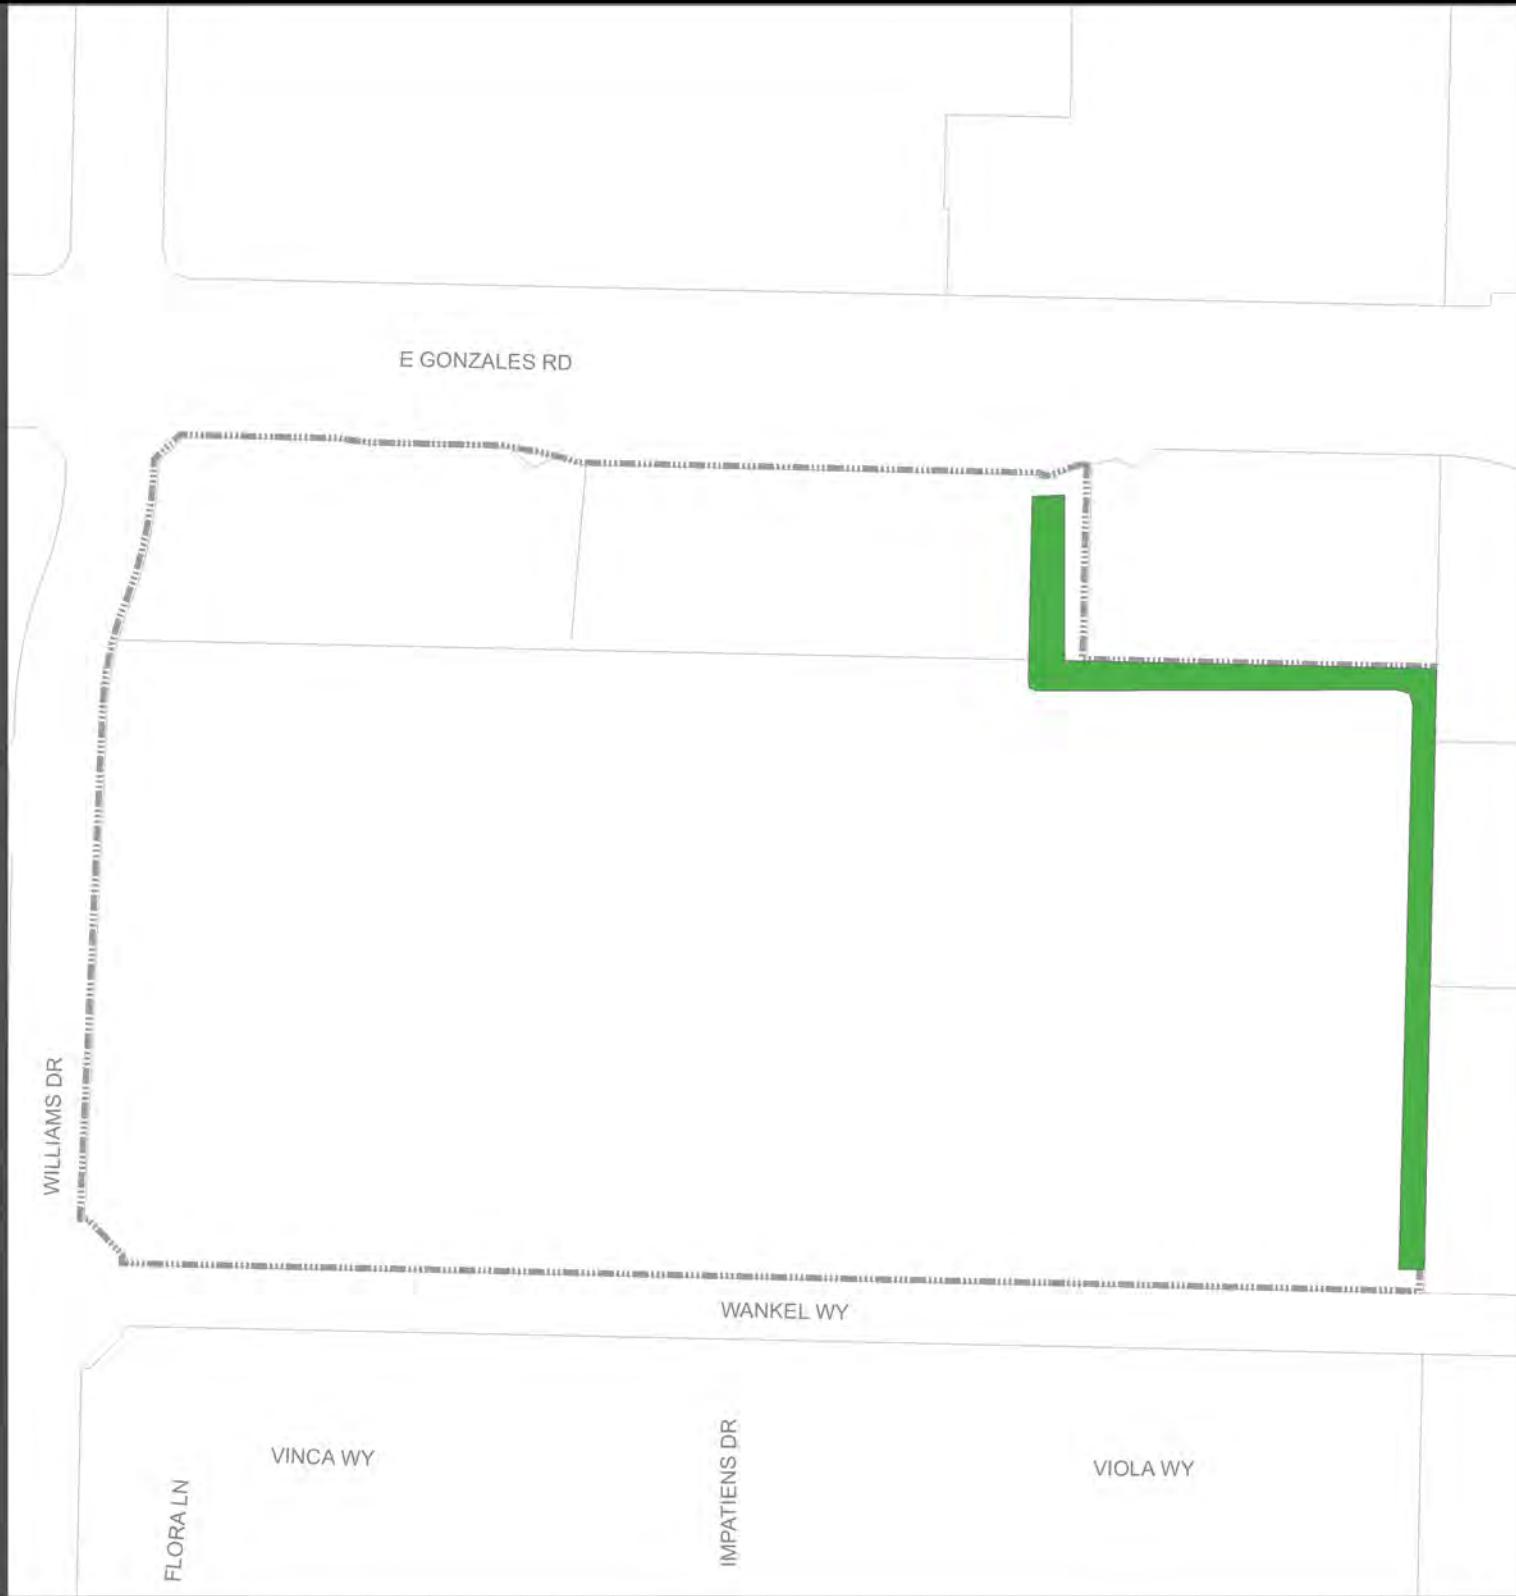 E GONZALES RD
WILLIAMS DR
WANKEL WY
VINCA WY
FLORA LN
IMPATIENS DR
VIOLA WY